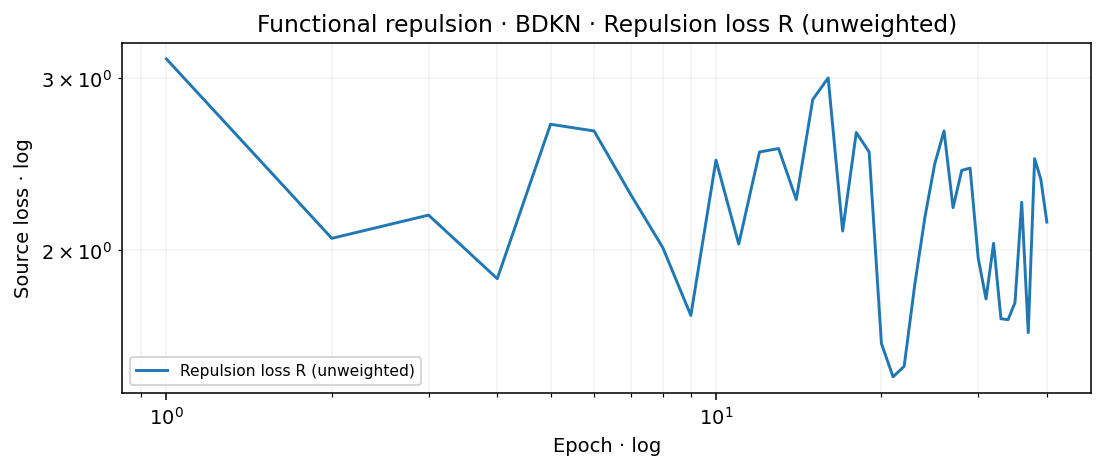 Functional repulsion · BDKN · Repulsion loss R (unweighted)
Source loss · log
3 × 10⁰
2 × 10⁰
Repulsion loss R (unweighted)
10⁰
10¹
Epoch · log